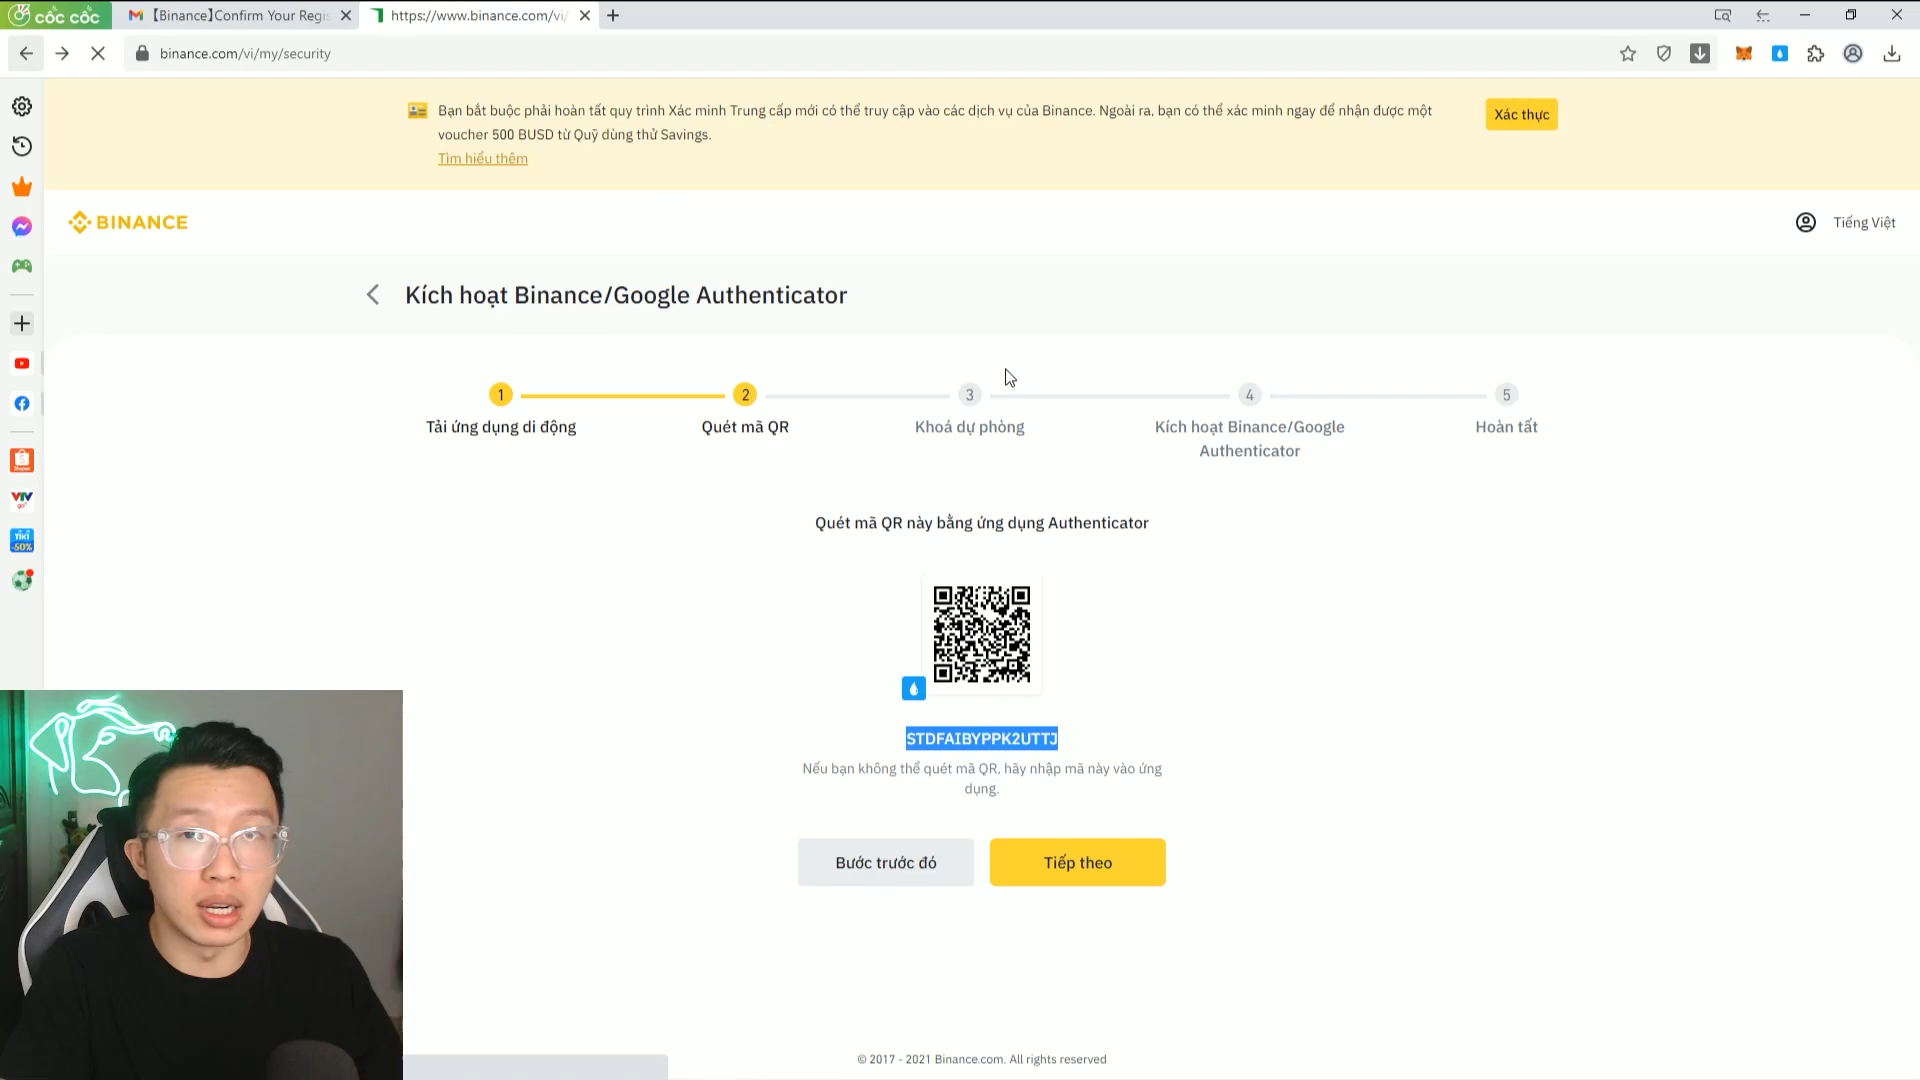 cốc cốc
【Binance】Confirm Your Regis
https://www.binance.com/vi/
binance.com/vi/my/security
Bạn bắt buộc phải hoàn tất quy trình Xác minh Trung cấp mới có thể truy cập vào các dịch vụ của Binance. Ngoài ra, bạn có thể xác minh ngay để nhận được một
voucher 500 BUSD từ Quỹ dùng thử Savings.
Tìm hiểu thêm
Xác thực
BINANCE
Tiếng Việt
Kích hoạt Binance/Google Authenticator
1
2
3
4
5
Tải ứng dụng di động
Quét mã QR
Khoá dự phòng
Kích hoạt Binance/Google
Authenticator
Hoàn tất
Quét mã QR này bằng ứng dụng Authenticator
STDFAIBYPPK2UTTJ
Nếu bạn không thể quét mã QR, hãy nhập mã này vào ứng
dụng.
Bước trước đó
Tiếp theo
© 2017 - 2021 Binance.com. All rights reserved
Shopee
VTV
go
TIKI
-50%